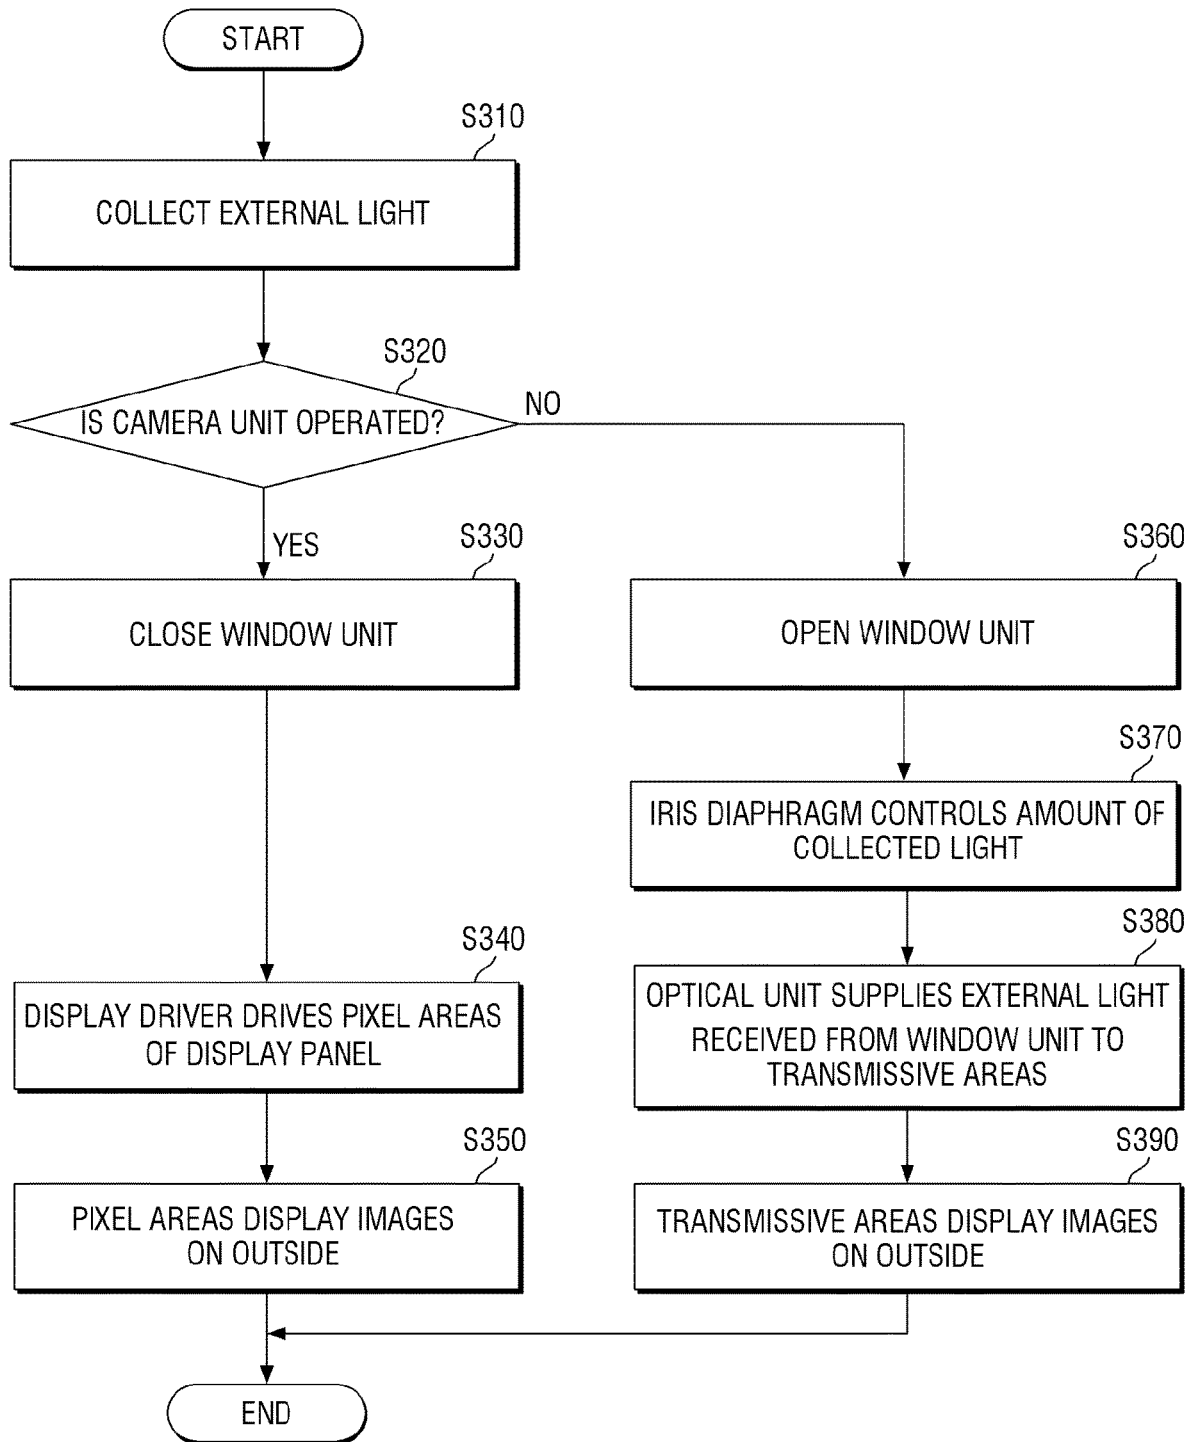 START
S310
COLLECT EXTERNAL LIGHT
S320
IS CAMERA UNIT OPERATED?
NO
YES
S330
CLOSE WINDOW UNIT
S340
DISPLAY DRIVER DRIVES PIXEL AREAS
OF DISPLAY PANEL
S350
PIXEL AREAS DISPLAY IMAGES
ON OUTSIDE
S360
OPEN WINDOW UNIT
S370
IRIS DIAPHRAGM CONTROLS AMOUNT OF
COLLECTED LIGHT
S380
OPTICAL UNIT SUPPLIES EXTERNAL LIGHT
RECEIVED FROM WINDOW UNIT TO
TRANSMISSIVE AREAS
S390
TRANSMISSIVE AREAS DISPLAY IMAGES
ON OUTSIDE
END